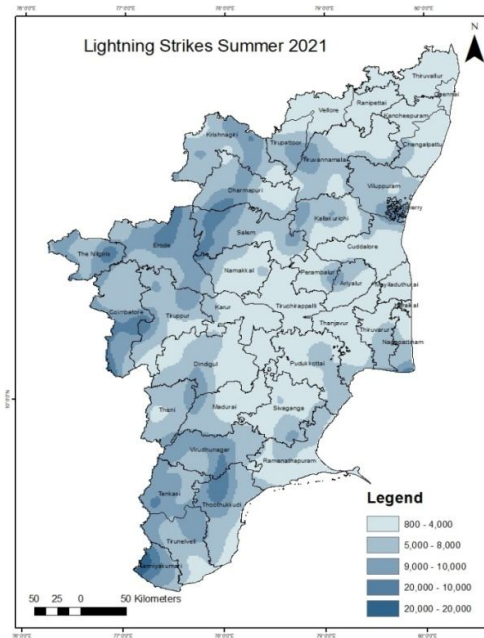 Lightning Strikes Summer 2021
N
Thiruvallur
Chennai
Ranipettai
Vellore
Kancheepuram
Chengalpattu
Krishnagiri
Tirupattoor
Tiruvannamalai
Dharmapuri
Villuppuram
Kallakurichi
Salem
Erode
Cuddalore
The Nilgiris
Namakkal
Perambalur
Ariyalur
Mayiladuthurai
Coimbatore
Tiruppur
Karur
Tiruchirappalli
Thanjavur
Thiruvarur
Nagapattinam
Dindigul
Pudukkottai
Theni
Madurai
Sivaganga
Virudhunagar
Ramanathapuram
Tenkasi
Thoothukkudi
Tirunelveli
Kanniyakumari
Legend
800 - 4,000
5,000 - 8,000
9,000 - 10,000
20,000 - 10,000
20,000 - 20,000
50 25 0 50 Kilometers